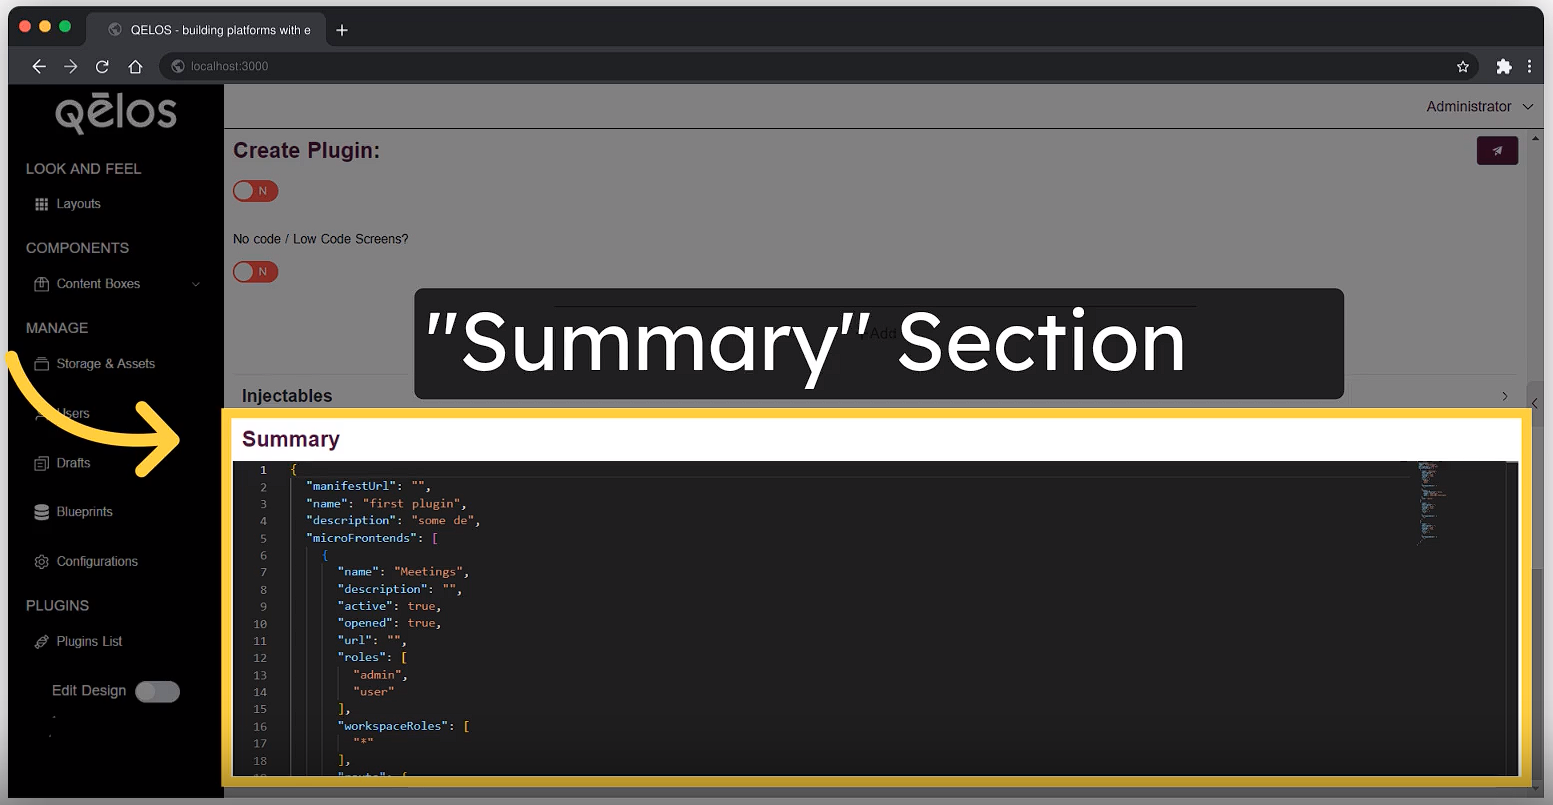 QELOS - building platforms with e
localhost:3000
qēlos
Administrator
LOOK AND FEEL
Layouts
COMPONENTS
Content Boxes
MANAGE
Storage & Assets
Users
Drafts
Blueprints
Configurations
PLUGINS
Plugins List
Edit Design
Create Plugin:
N
No code / Low Code Screens?
N
Add
"Summary" Section
Injectables
Summary
1 {
2 "manifestUrl": "",
3 "name": "first plugin",
4 "description": "some de",
5 "microFrontends": [
6 {
7 "name": "Meetings",
8 "description": "",
9 "active": true,
10 "opened": true,
11 "url": "",
12 "roles": [
13 "admin",
14 "user"
15 ],
16 "workspaceRoles": [
17 "*"
18 ],